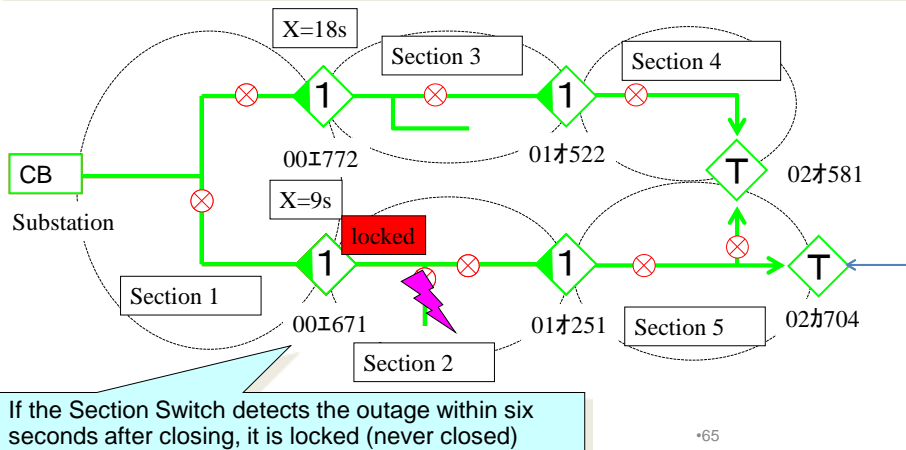 X=18s
Section 3
Section 4
1
1
00ｴ772
01ｵ522
CB
T
02ｵ581
Substation
X=9s
locked
1
1
T
Section 1
00ｴ671
01ｵ251
Section 5
02ｶ704
Section 2
If the Section Switch detects the outage within six
seconds after closing, it is locked (never closed)
•65